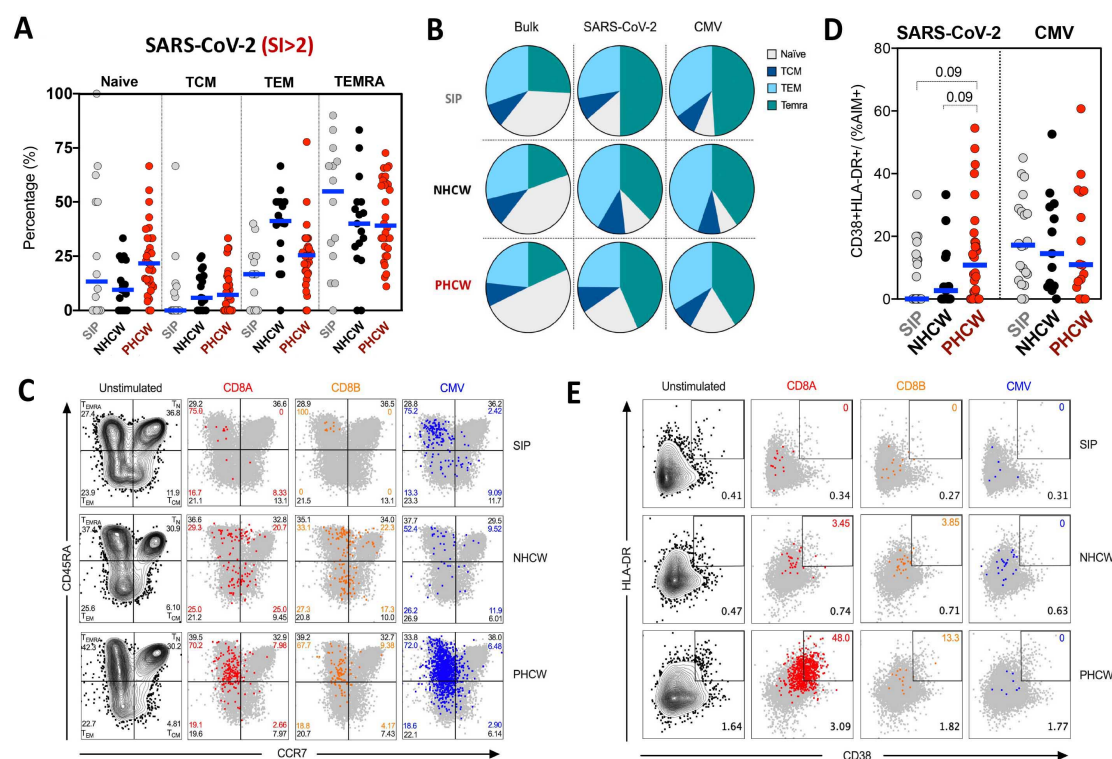 A
SARS-CoV-2 (SI>2)
Naive TCM TEM TEMRA
Percentage (%)
100
75
50
25
0
SIP NHCW PHCW SIP NHCW PHCW SIP NHCW PHCW SIP NHCW PHCW
B
Bulk SARS-CoV-2 CMV
SIP
NHCW
PHCW
Naïve
TCM
TEM
Temra
D
SARS-CoV-2 CMV
CD38+HLA-DR+/ (%AIM+)
80
60
40
20
0
0.09
0.09
SIP NHCW PHCW SIP NHCW PHCW
C
Unstimulated CD8A CD8B CMV
CD45RA
TEMRA TN
27.4 36.8
23.9 11.9
TEM TCM
29.2 36.6
75.0 0
16.7 8.33
21.1 13.1
28.9 36.5
100 0
0 0
21.5 13.1
28.8 36.2
75.2 2.42
13.3 9.09
23.3 11.7
SIP
TEMRA TN
37.4 30.9
25.6 6.10
TEM TCM
36.6 32.8
29.3 20.7
25.0 25.0
21.2 9.45
35.1 34.0
33.1 22.3
27.3 17.3
20.8 10.0
37.7 29.5
52.4 9.52
26.2 11.9
26.9 6.01
NHCW
TEMRA TN
42.3 30.2
22.7 4.81
TEM TCM
39.5 32.9
70.2 7.98
19.1 2.66
19.6 7.97
39.2 32.7
67.7 9.38
18.8 4.17
20.7 7.43
33.8 38.0
72.0 6.48
18.6 2.90
22.1 6.14
PHCW
CCR7
E
Unstimulated CD8A CD8B CMV
HLA-DR
0 0 0
0.41 0.34 0.27 0.31
SIP
3.45 3.85 0
0.47 0.74 0.71 0.63
NHCW
48.0 13.3 0
1.64 3.09 1.82 1.77
PHCW
CD38